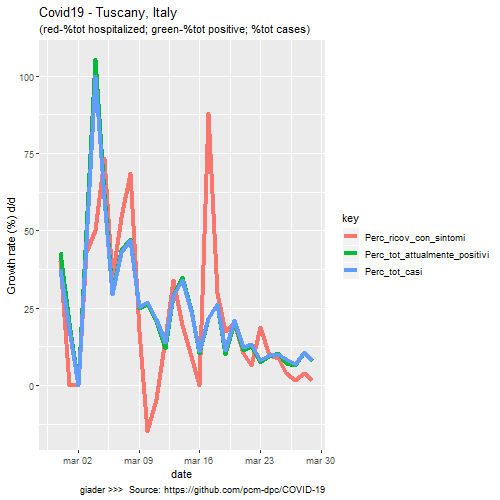 Covid19 - Tuscany, Italy
(red-%tot hospitalized; green-%tot positive; %tot cases)
100
75
50
25
0
Growth rate (%) d/d
mar 02
mar 09
mar 16
mar 23
mar 30
date
key
Perc_ricov_con_sintomi
Perc_tot_attualmente_positivi
Perc_tot_casi
giader >>> Source: https://github.com/pcm-dpc/COVID-19